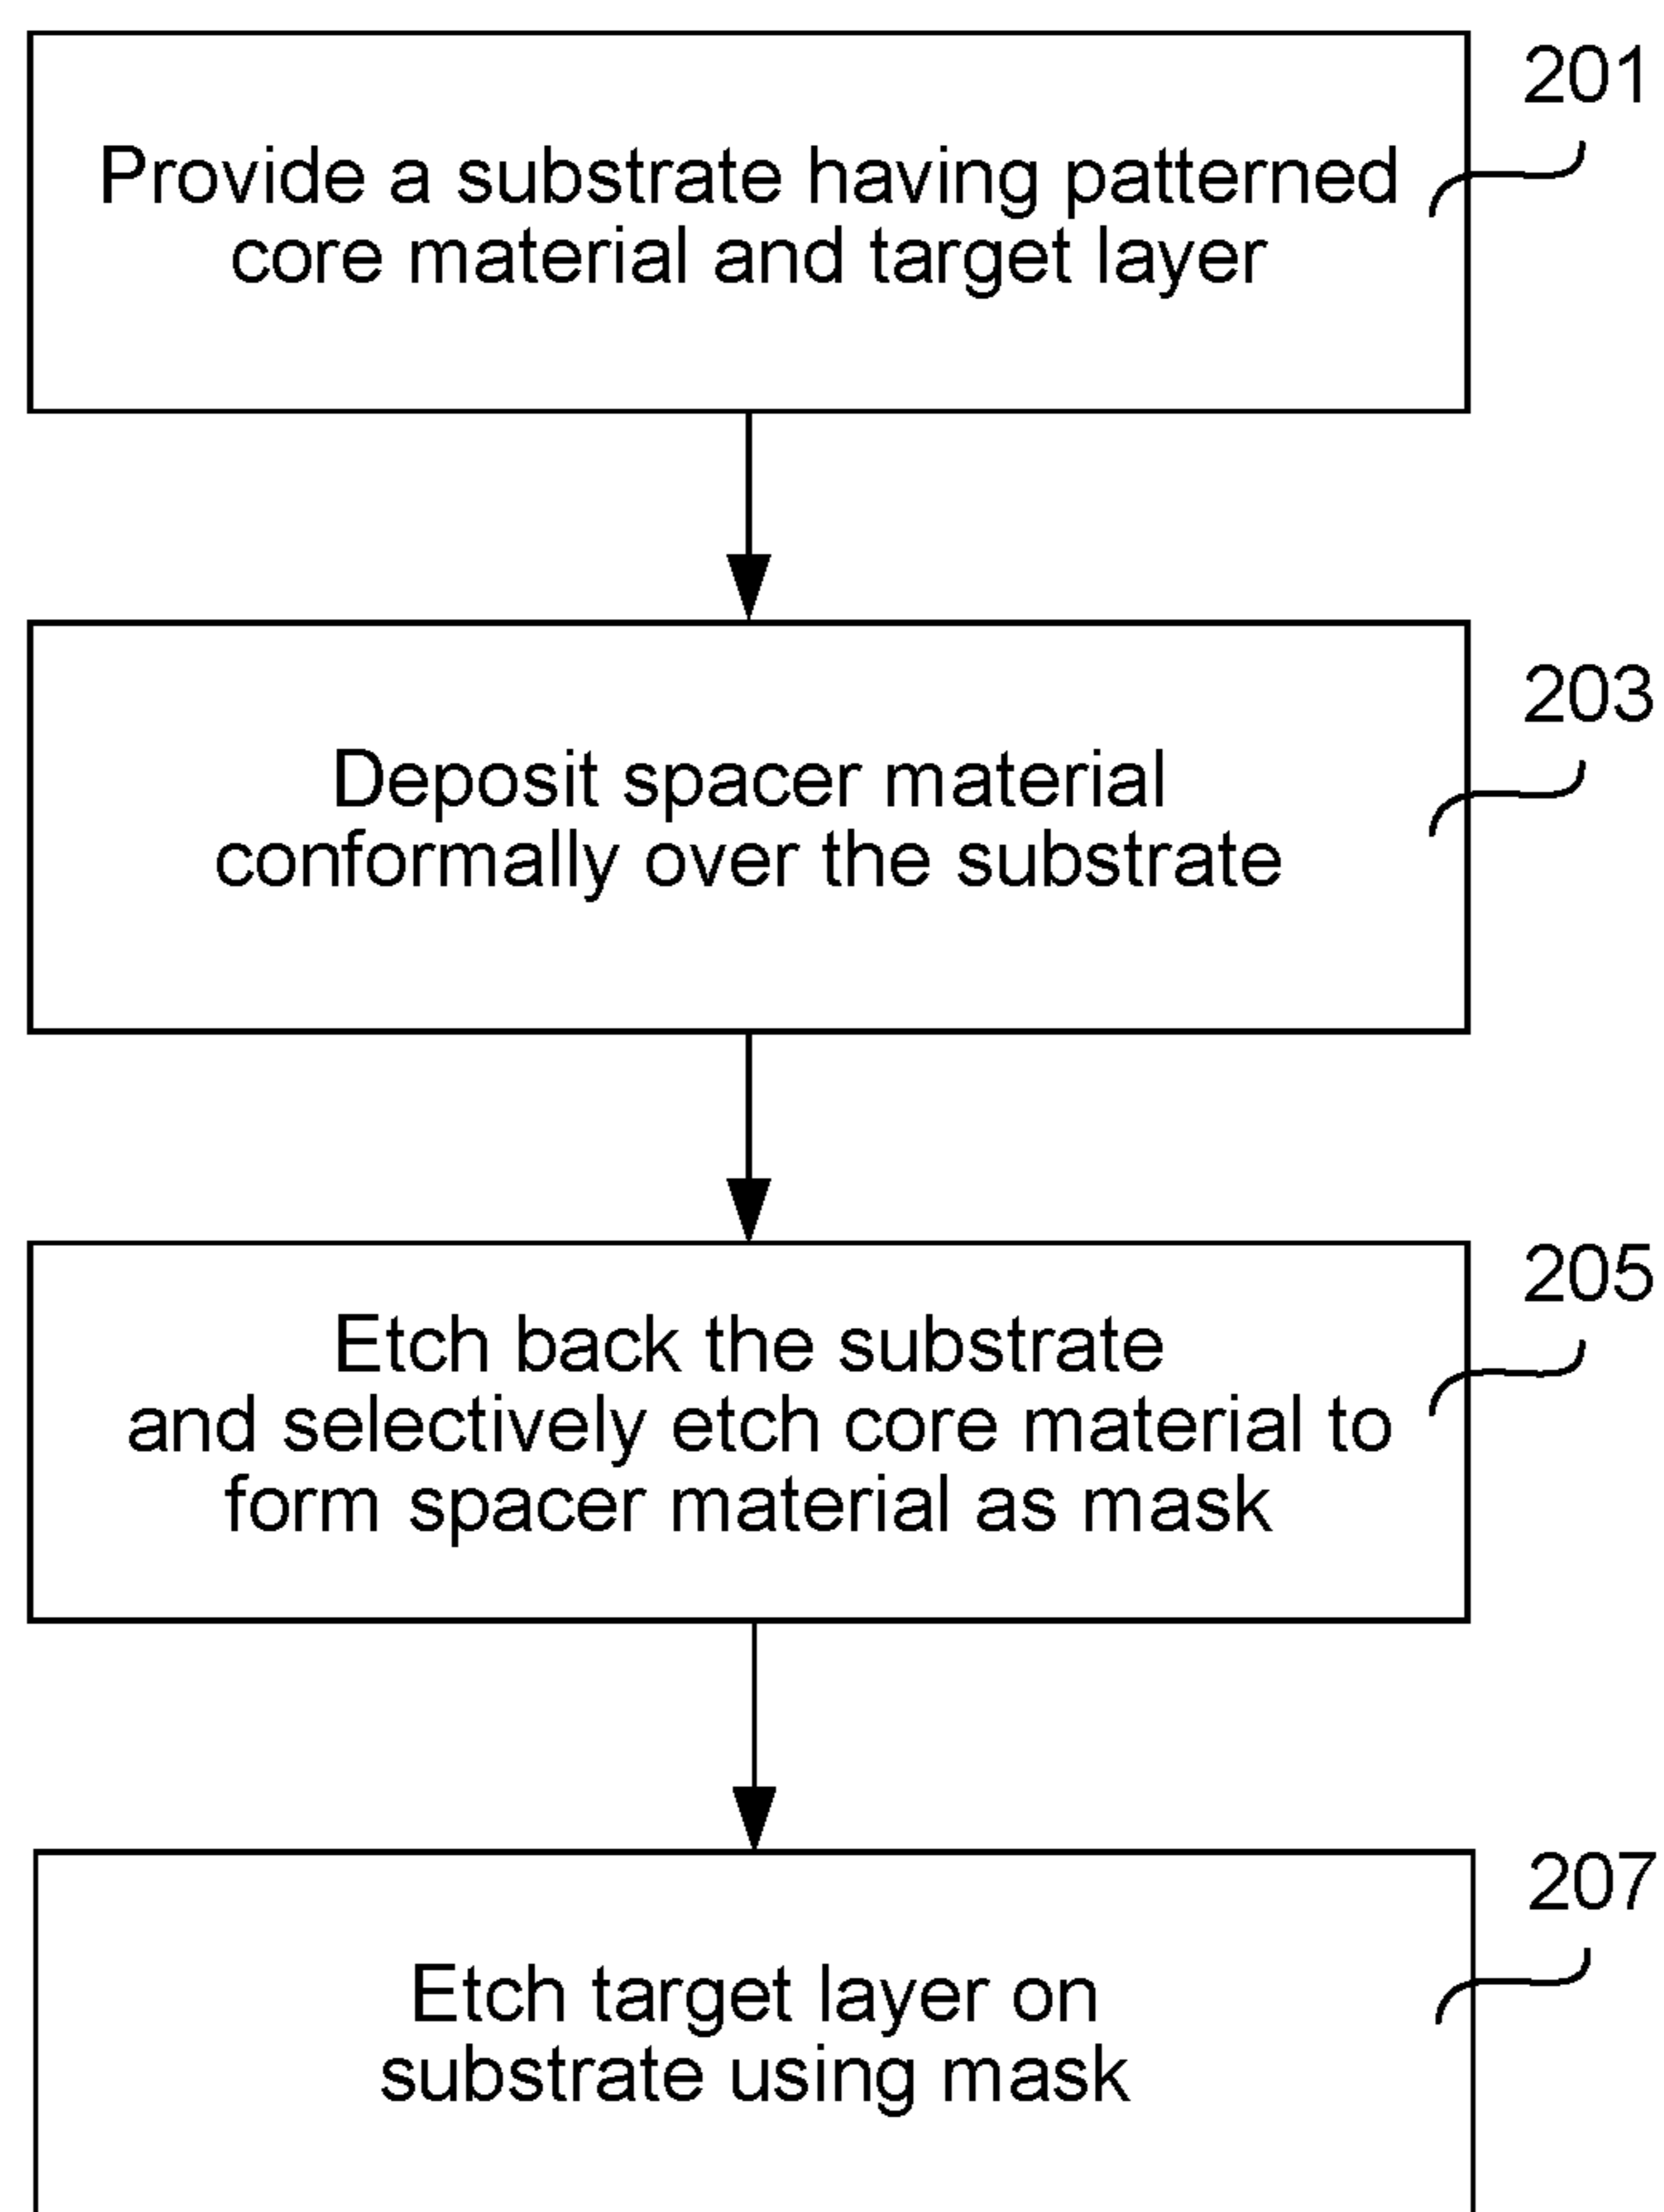 201
Provide a substrate having patterned
core material and target layer
203
Deposit spacer material
conformally over the substrate
205
Etch back the substrate
and selectively etch core material to
form spacer material as mask
207
Etch target layer on
substrate using mask